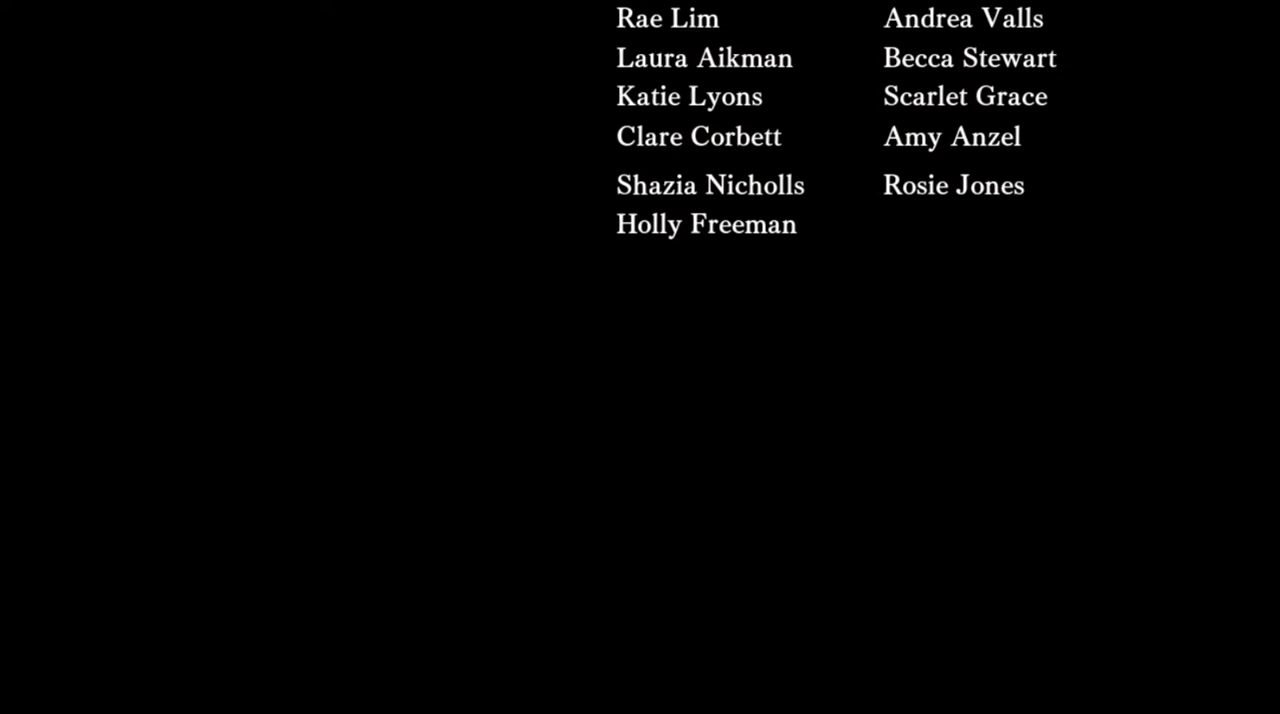 Rae Lim Andrea Valls
Laura Aikman Becca Stewart
Katie Lyons Scarlet Grace
Clare Corbett Amy Anzel
Shazia Nicholls Rosie Jones
Holly Freeman